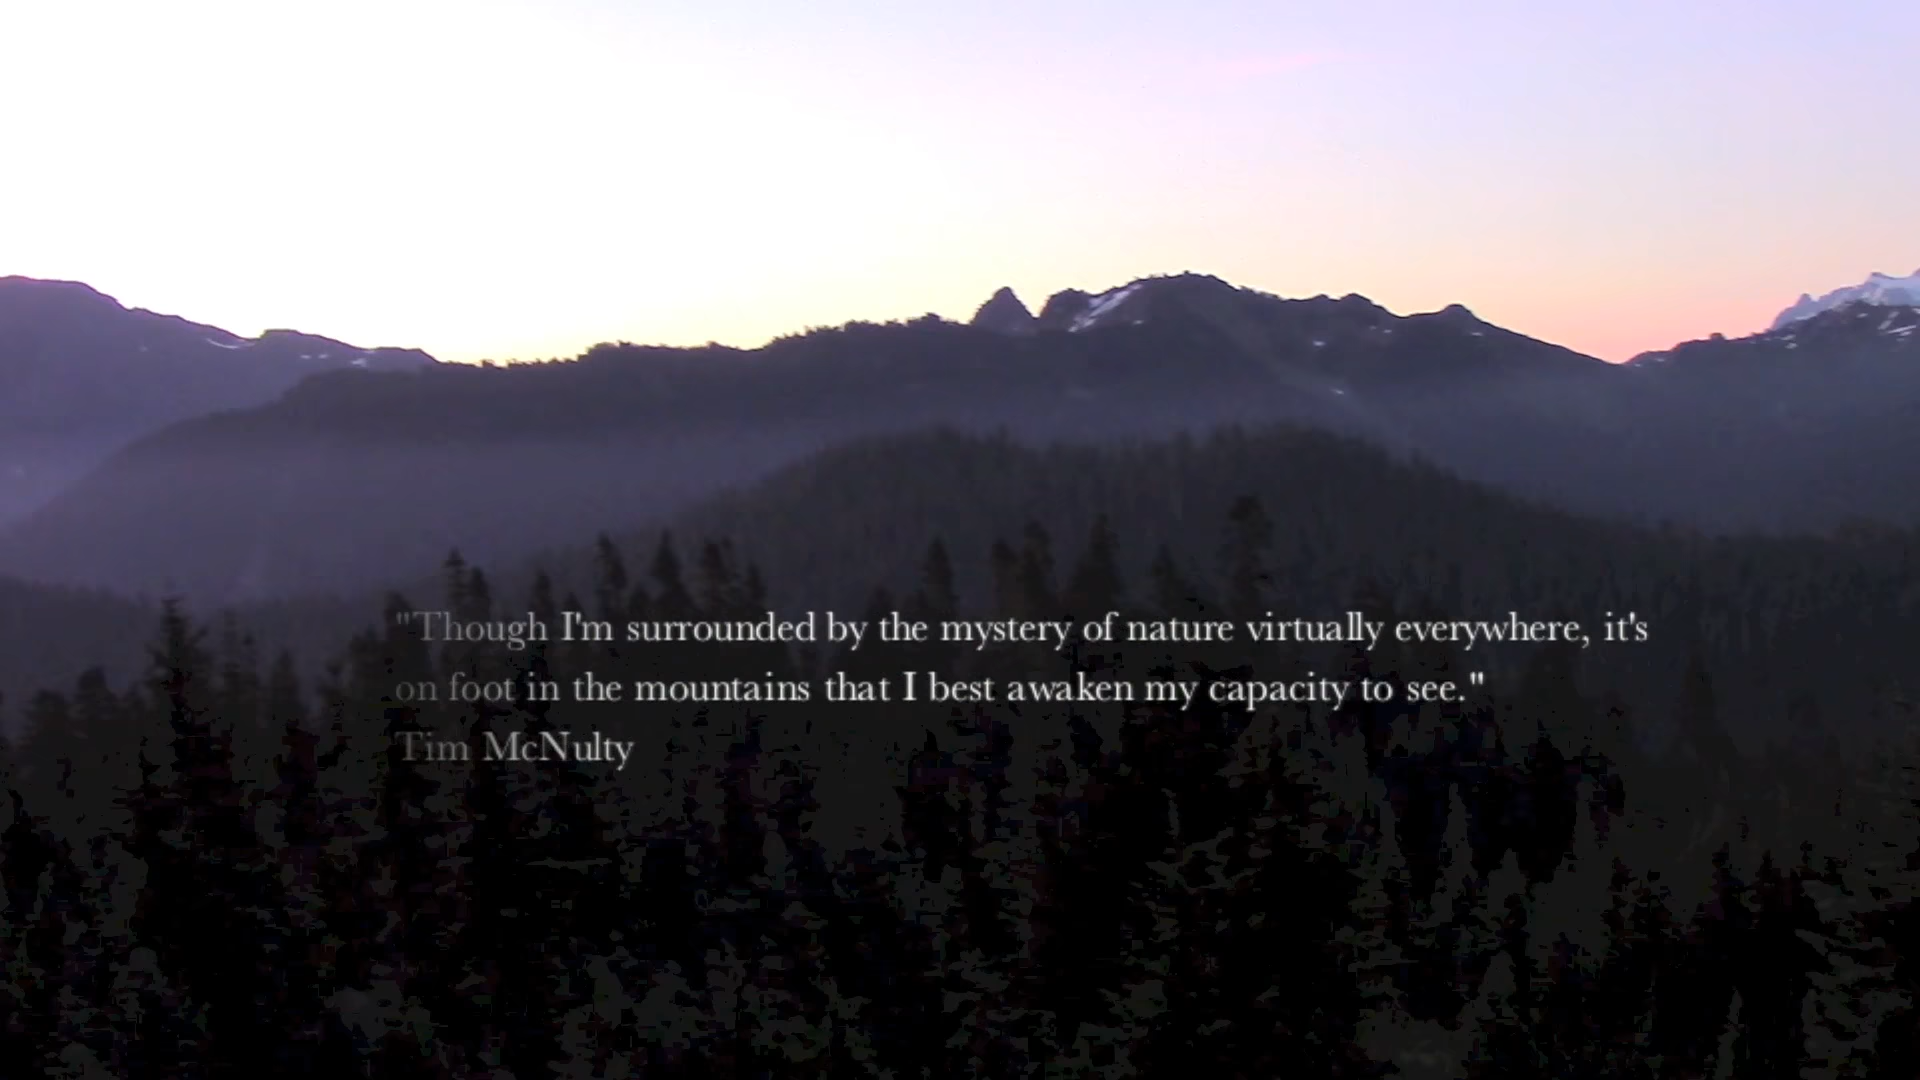 "Though I'm surrounded by the mystery of nature virtually everywhere, it's
on foot in the mountains that I best awaken my capacity to see."
Tim McNulty